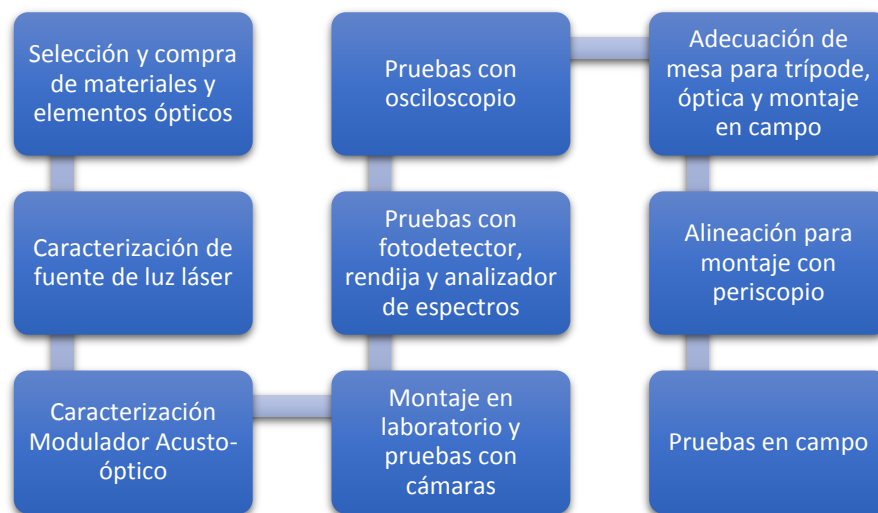 Selección y compra
de materiales y
elementos ópticos
Caracterización de
fuente de luz láser
Caracterización
Modulador Acusto-
óptico
Montaje en
laboratorio y
pruebas con
cámaras
Pruebas con
fotodetector,
rendija y analizador
de espectros
Pruebas con
osciloscopio
Adecuación de
mesa para trípode,
óptica y montaje
en campo
Alineación para
montaje con
periscopio
Pruebas en campo